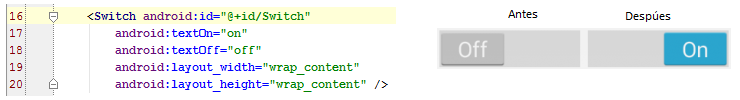 16 <Switch android:id="@+id/Switch"
17 android:textOn="on"
18 android:textOff="off"
19 android:layout_width="wrap_content"
20 android:layout_height="wrap_content" />
Antes Despúes
Off On